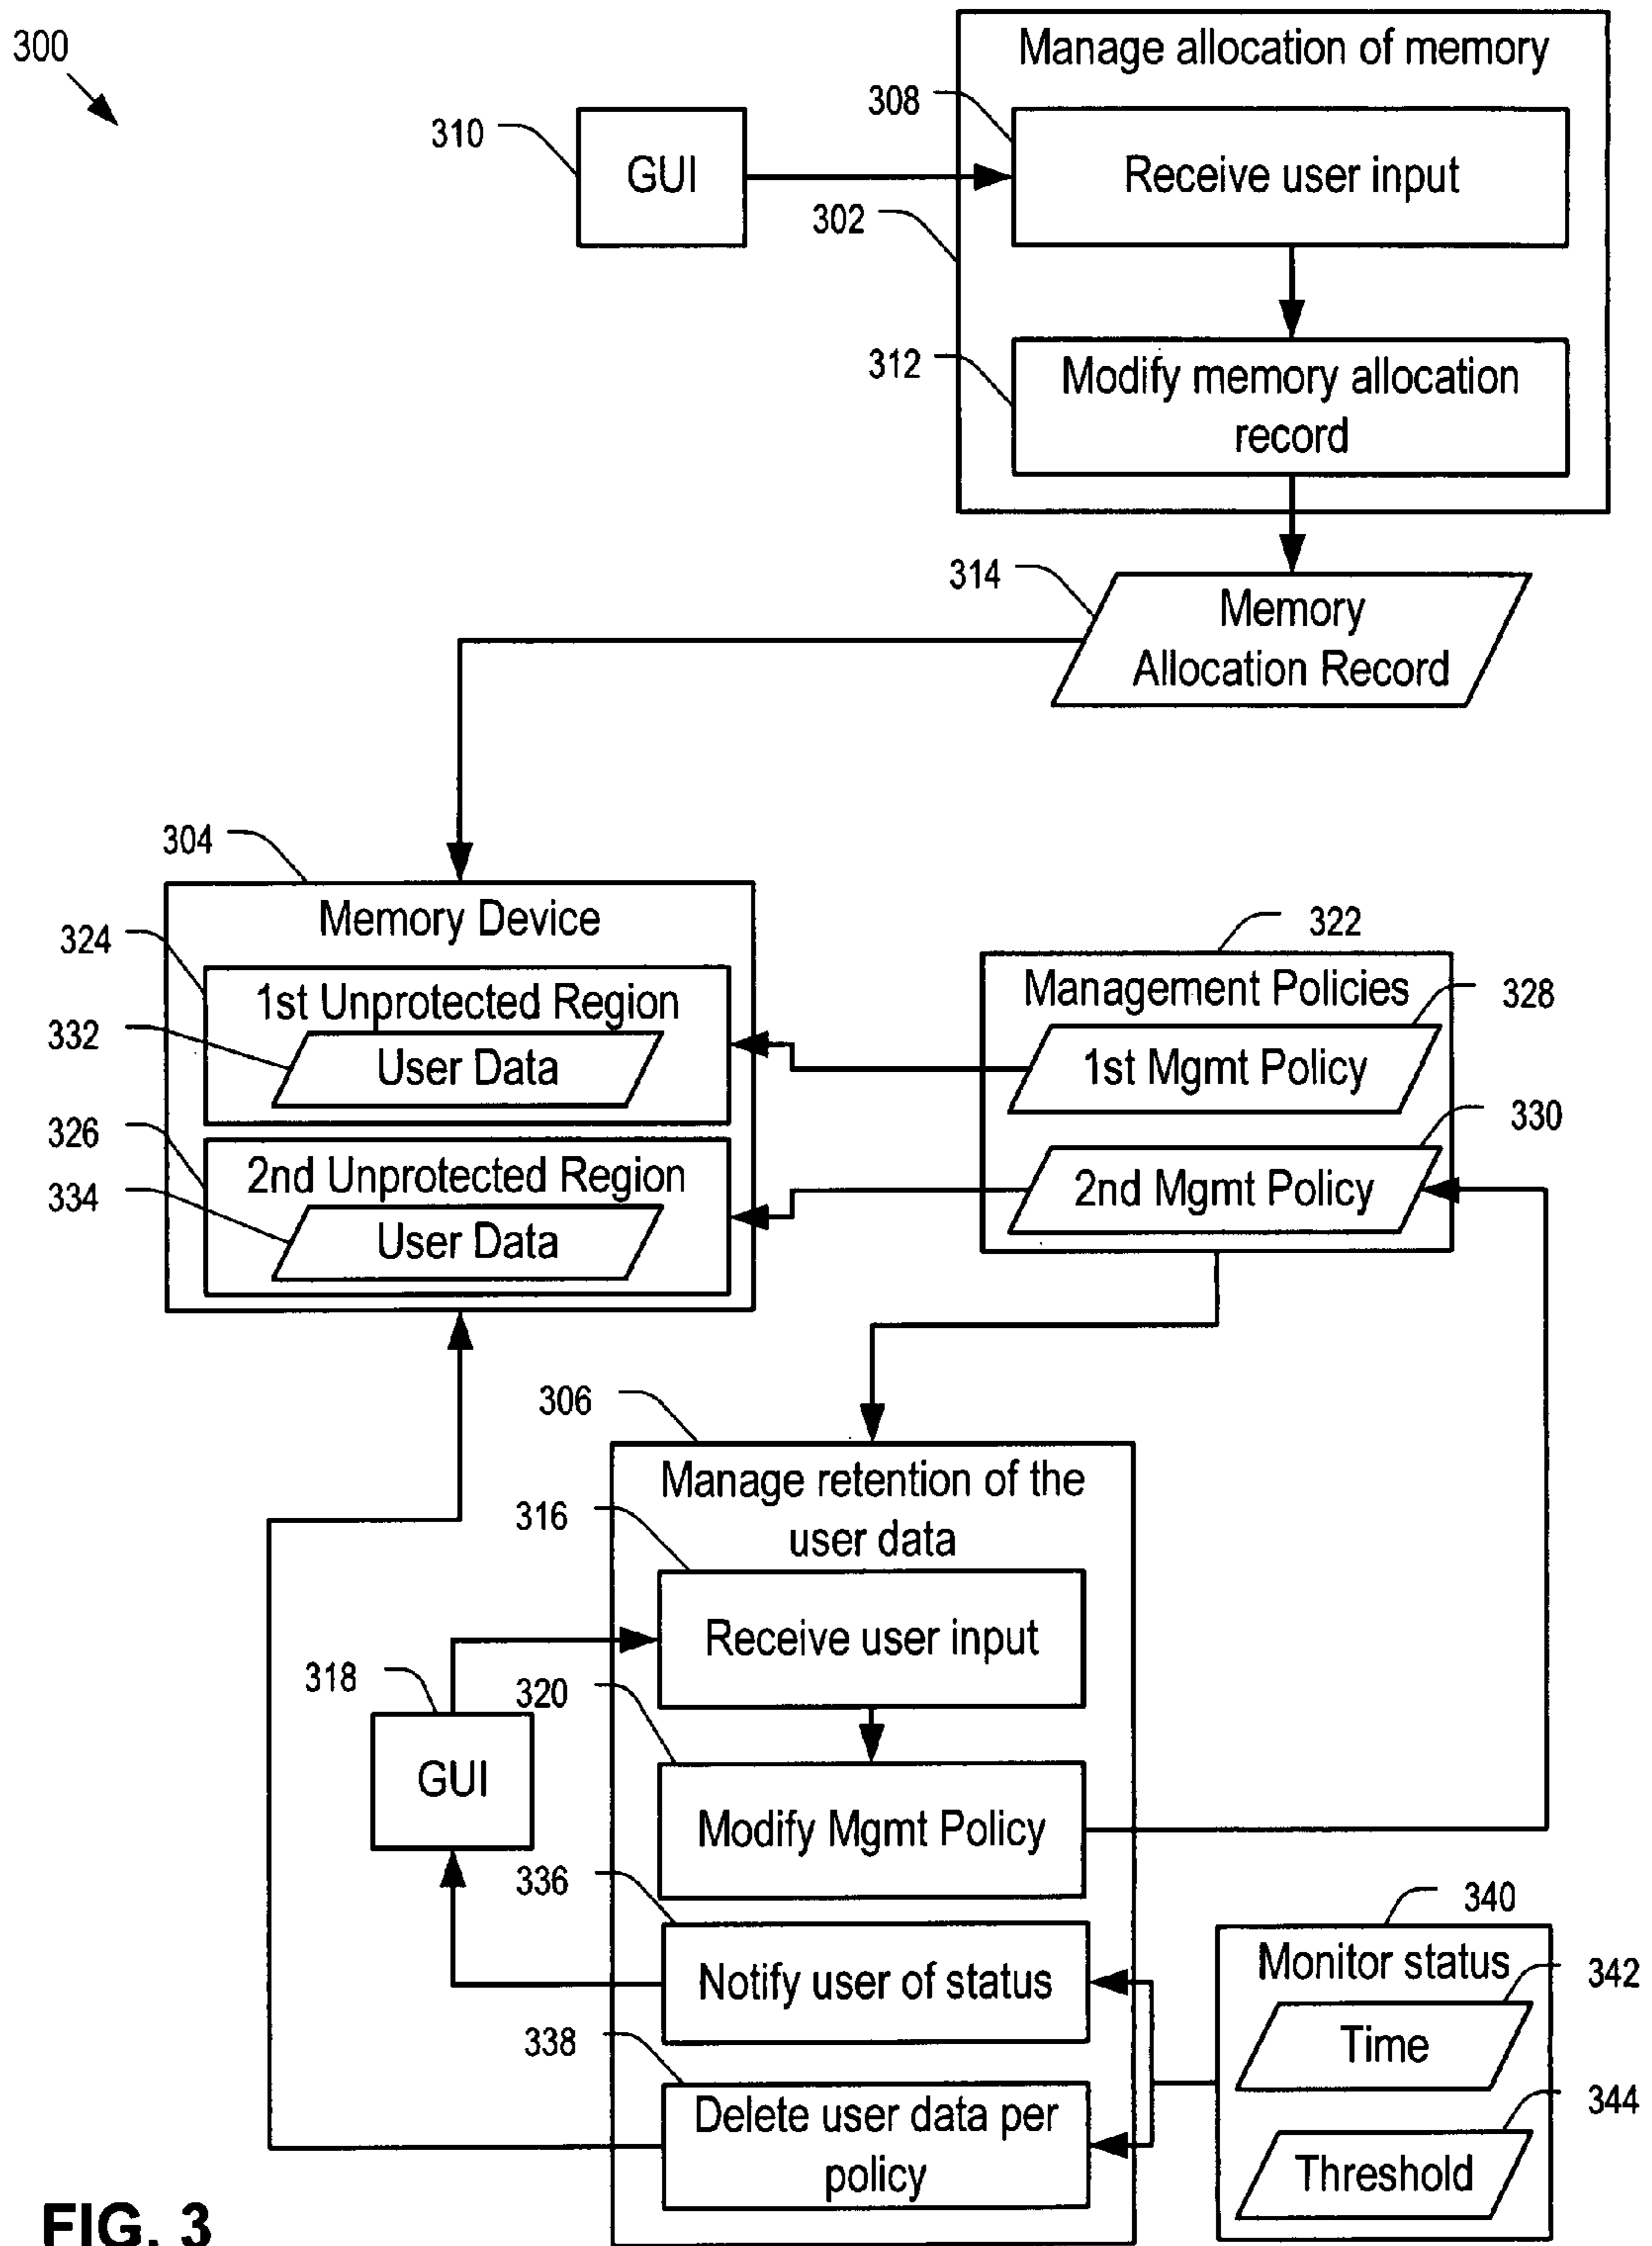 300
Manage allocation of memory
308
310
GUI
Receive user input
302
312
Modify memory allocation
record
314
Memory
Allocation Record
304
Memory Device
322
324
1st Unprotected Region
Management Policies
328
332
User Data
1st Mgmt Policy
326
2nd Unprotected Region
330
334
User Data
2nd Mgmt Policy
306
Manage retention of the
user data
316
Receive user input
318
320
GUI
Modify Mgmt Policy
336
340
Notify user of status
Monitor status
342
Time
338
Delete user data per
policy
344
Threshold
FIG. 3